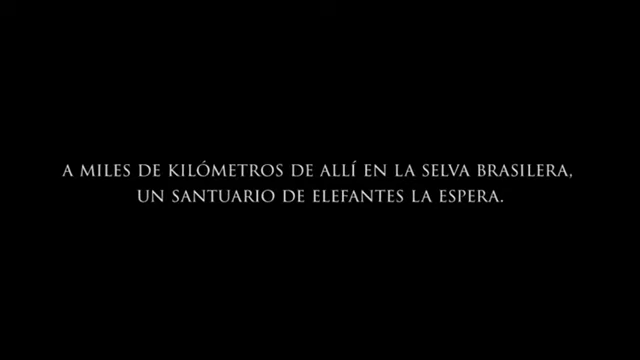 A MILES DE KILÓMETROS DE ALLÍ EN LA SELVA BRASILERA,
UN SANTUARIO DE ELEFANTES LA ESPERA.